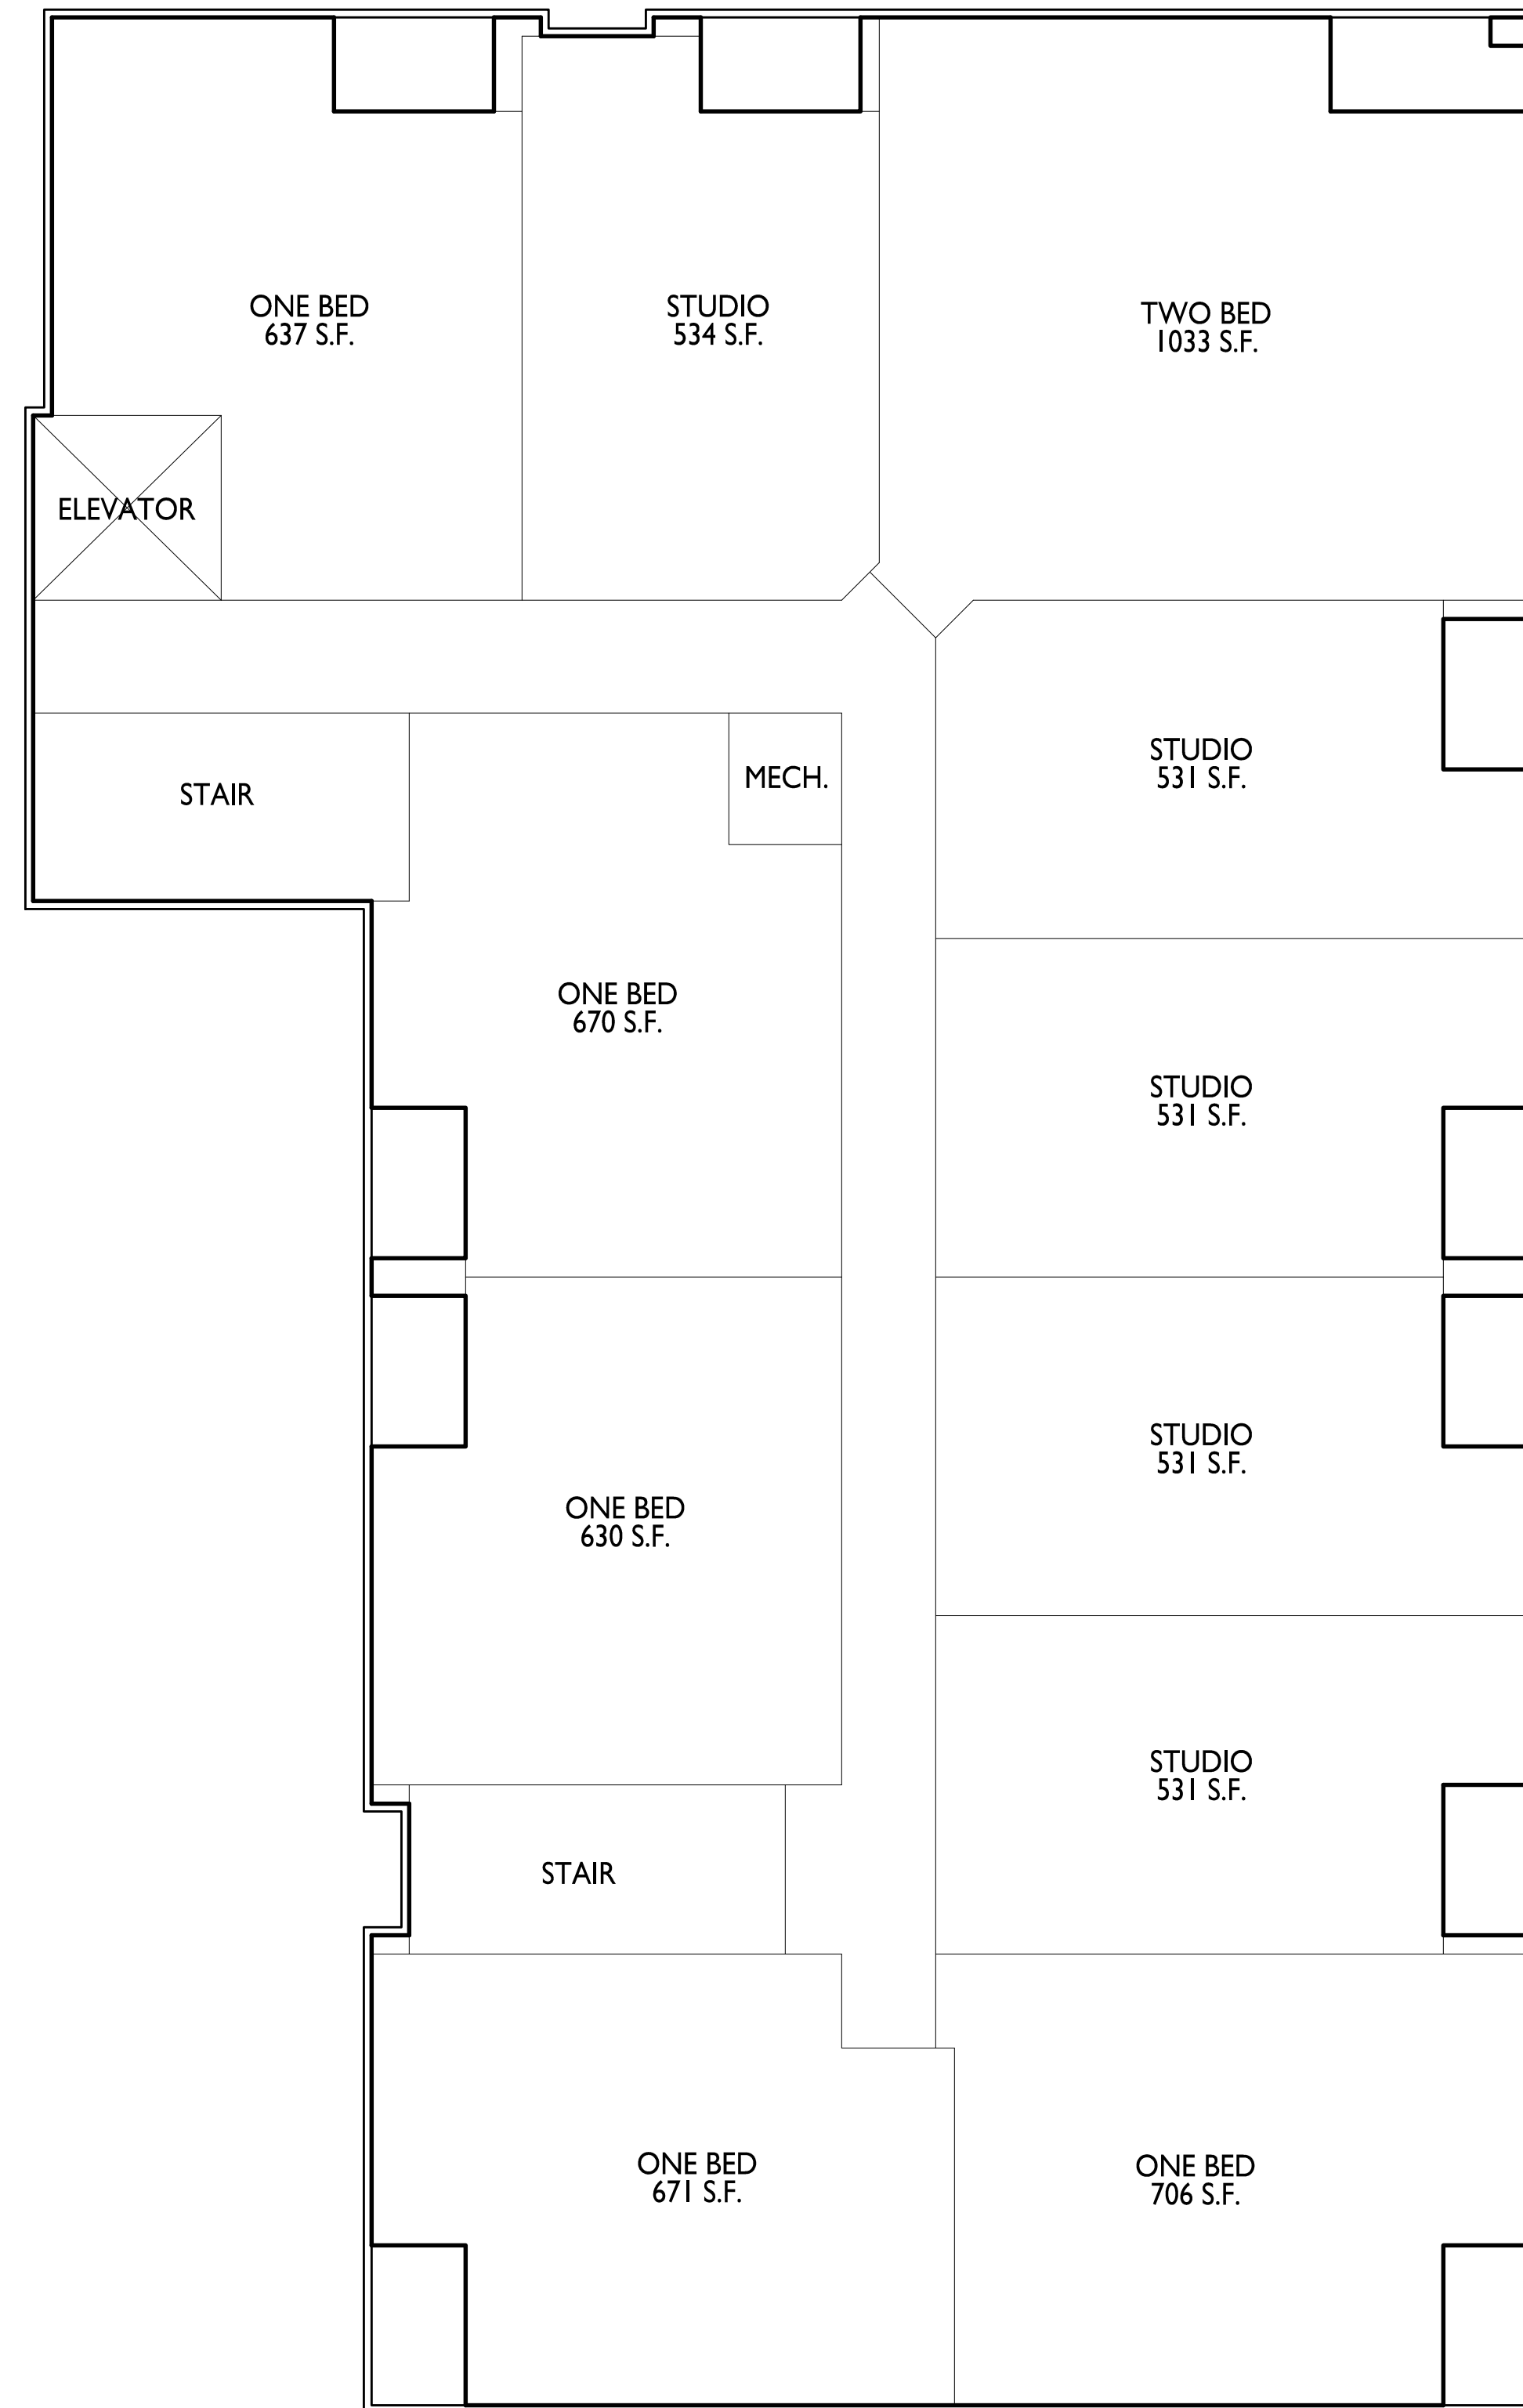 ONE BED
637 S.F.
STUDIO
534 S.F.
TWO BED
1033 S.F.
ELEVATOR
STUDIO
531 S.F.
MECH.
STAIR
ONE BED
670 S.F.
STUDIO
531 S.F.
STUDIO
531 S.F.
ONE BED
630 S.F.
STUDIO
531 S.F.
STAIR
ONE BED
671 S.F.
ONE BED
706 S.F.